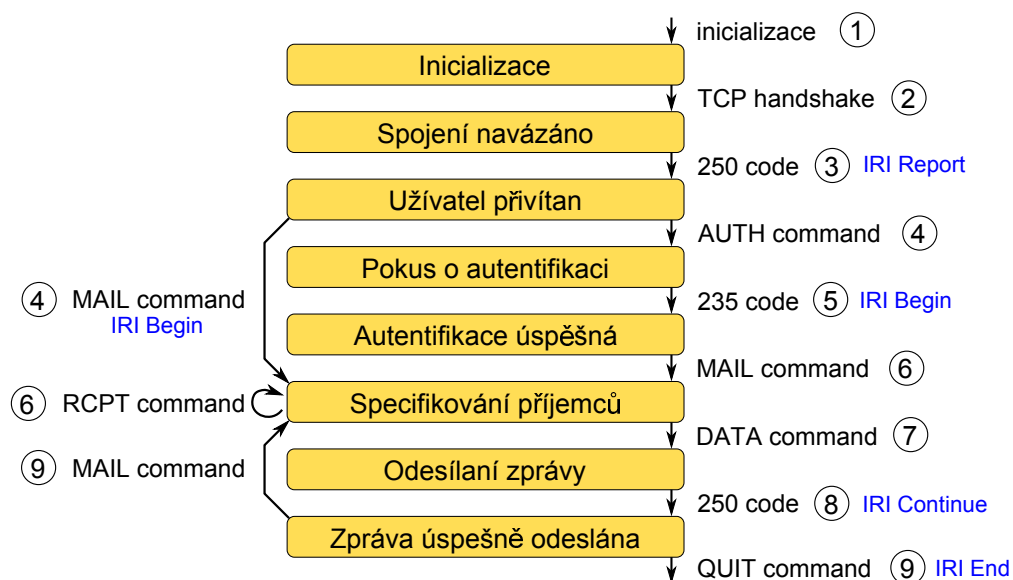 inicializace 1
Inicializace
TCP handshake 2
Spojení navázáno
250 code 3 IRI Report
Užívatel přivítan
AUTH command 4
Pokus o autentifikaci
4 MAIL command
IRI Begin
235 code 5 IRI Begin
Autentifikace úspěšná
MAIL command 6
6 RCPT command
Specifikování příjemců
DATA command 7
9 MAIL command
Odesílaní zprávy
250 code 8 IRI Continue
Zpráva úspešně odeslána
QUIT command 9 IRI End